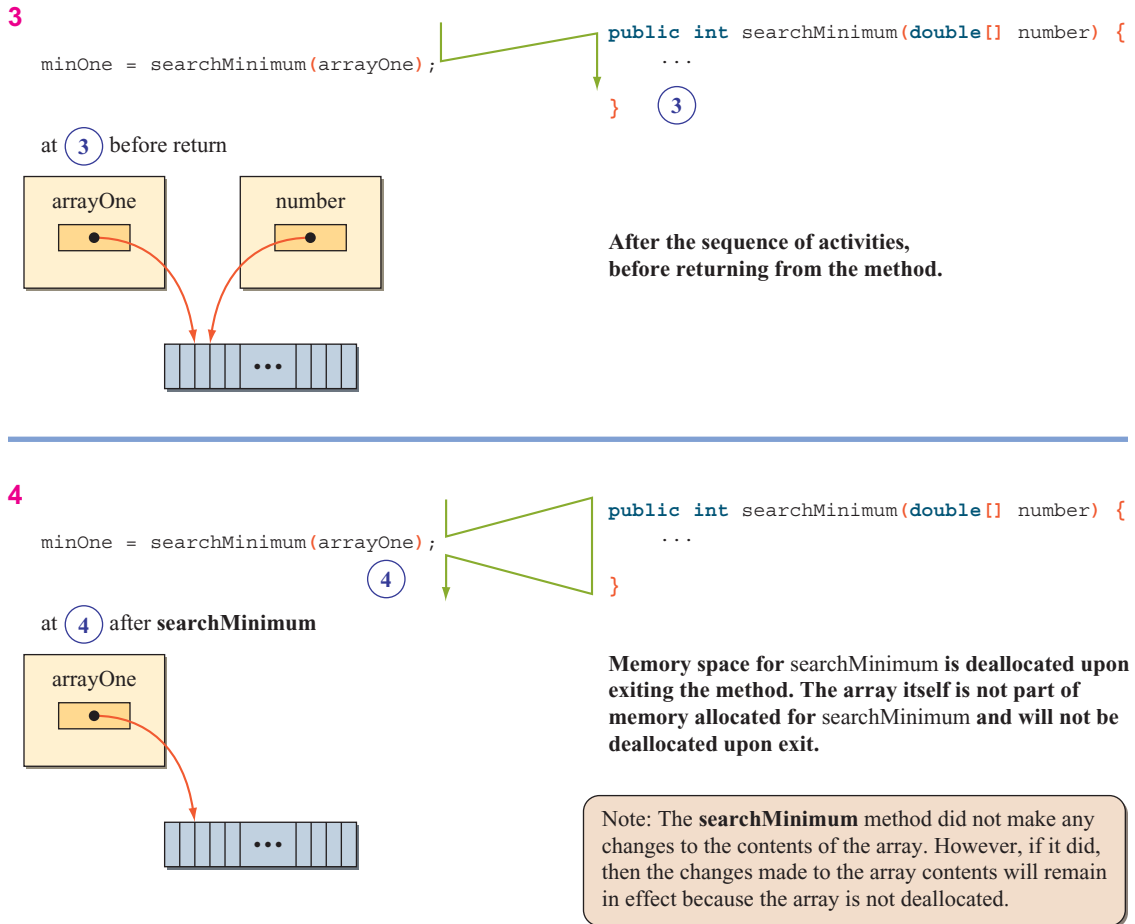 3
minOne = searchMinimum(arrayOne);
public int searchMinimum(double[] number) {
...
}
3
at 3 before return
arrayOne
number
...
After the sequence of activities,
before returning from the method.
4
minOne = searchMinimum(arrayOne);
4
public int searchMinimum(double[] number) {
...
}
at 4 after searchMinimum
arrayOne
...
Memory space for searchMinimum is deallocated upon
exiting the method. The array itself is not part of
memory allocated for searchMinimum and will not be
deallocated upon exit.
Note: The searchMinimum method did not make any
changes to the contents of the array. However, if it did,
then the changes made to the array contents will remain
in effect because the array is not deallocated.